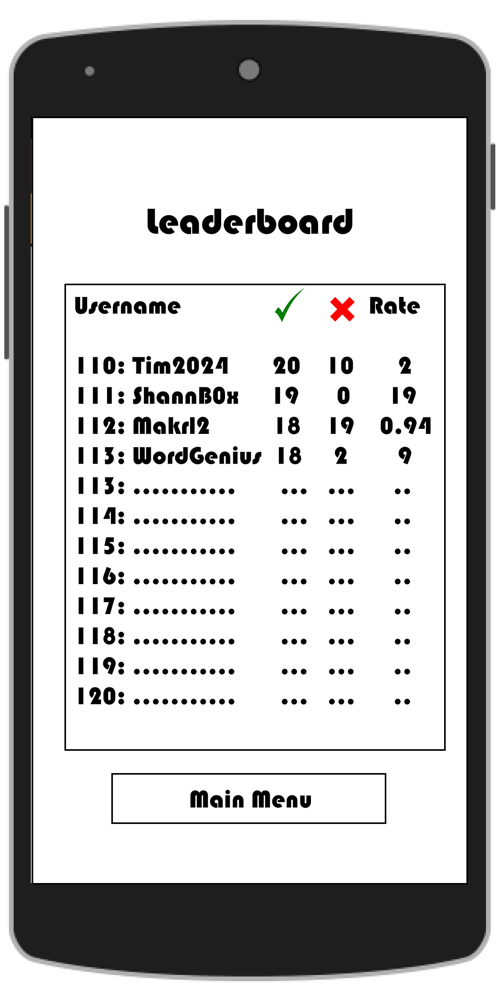 Leaderboard
Username ✓ ✖ Rate
110: Tim2024 20 10 2
111: ShannB0x 19 0 19
112: Makrl2 18 19 0.94
113: WordGenius 18 2 9
113: ........... ... ... ..
114: ........... ... ... ..
115: ........... ... ... ..
116: ........... ... ... ..
117: ........... ... ... ..
118: ........... ... ... ..
119: ........... ... ... ..
120: ........... ... ... ..
Main Menu